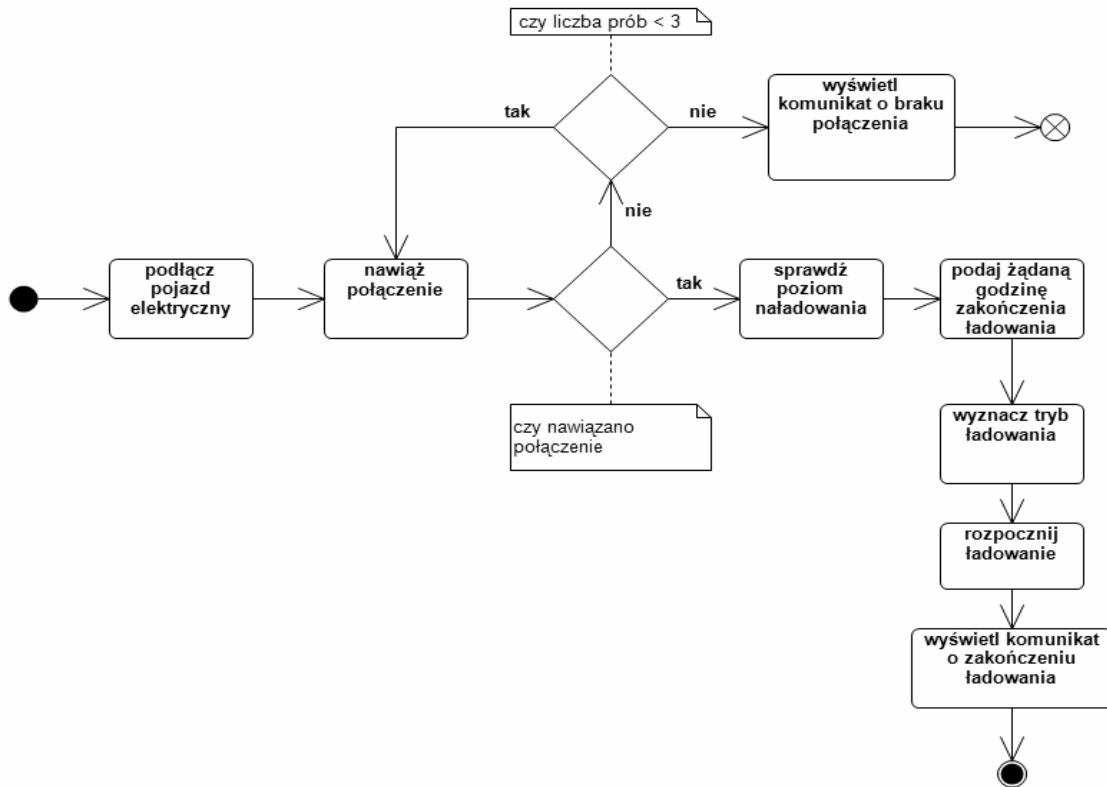 czy liczba prób < 3
wyświetl
komunikat o braku
połączenia
tak
nie
nie
podłącz
pojazd
elektryczny
nawiąż
połączenie
tak
sprawdź
poziom
naładowania
podaj żądaną
godzinę
zakończenia
ładowania
czy nawiązano
połączenie
wyznacz tryb
ładowania
rozpocznij
ładowanie
wyświetl komunikat
o zakończeniu
ładowania